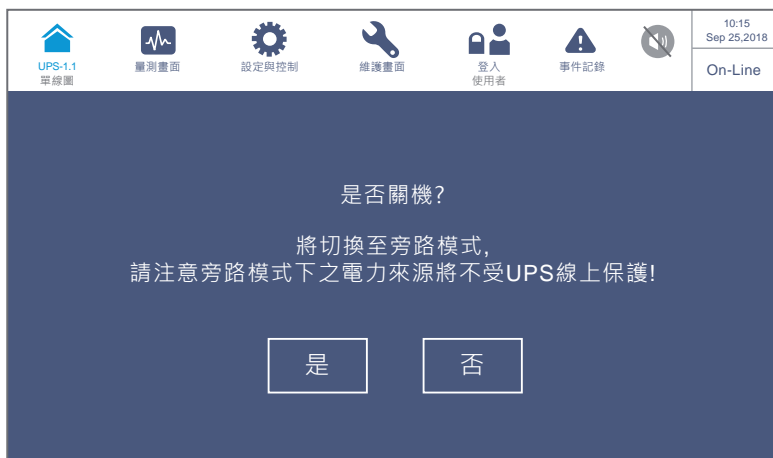 10:15
Sep 25,2018
UPS-1.1
單線圖
量測畫面
設定與控制
維護畫面
登入
使用者
事件記錄
On-Line
是否關機?
將切換至旁路模式,
請注意旁路模式下之電力來源將不受UPS線上保護!
是
否